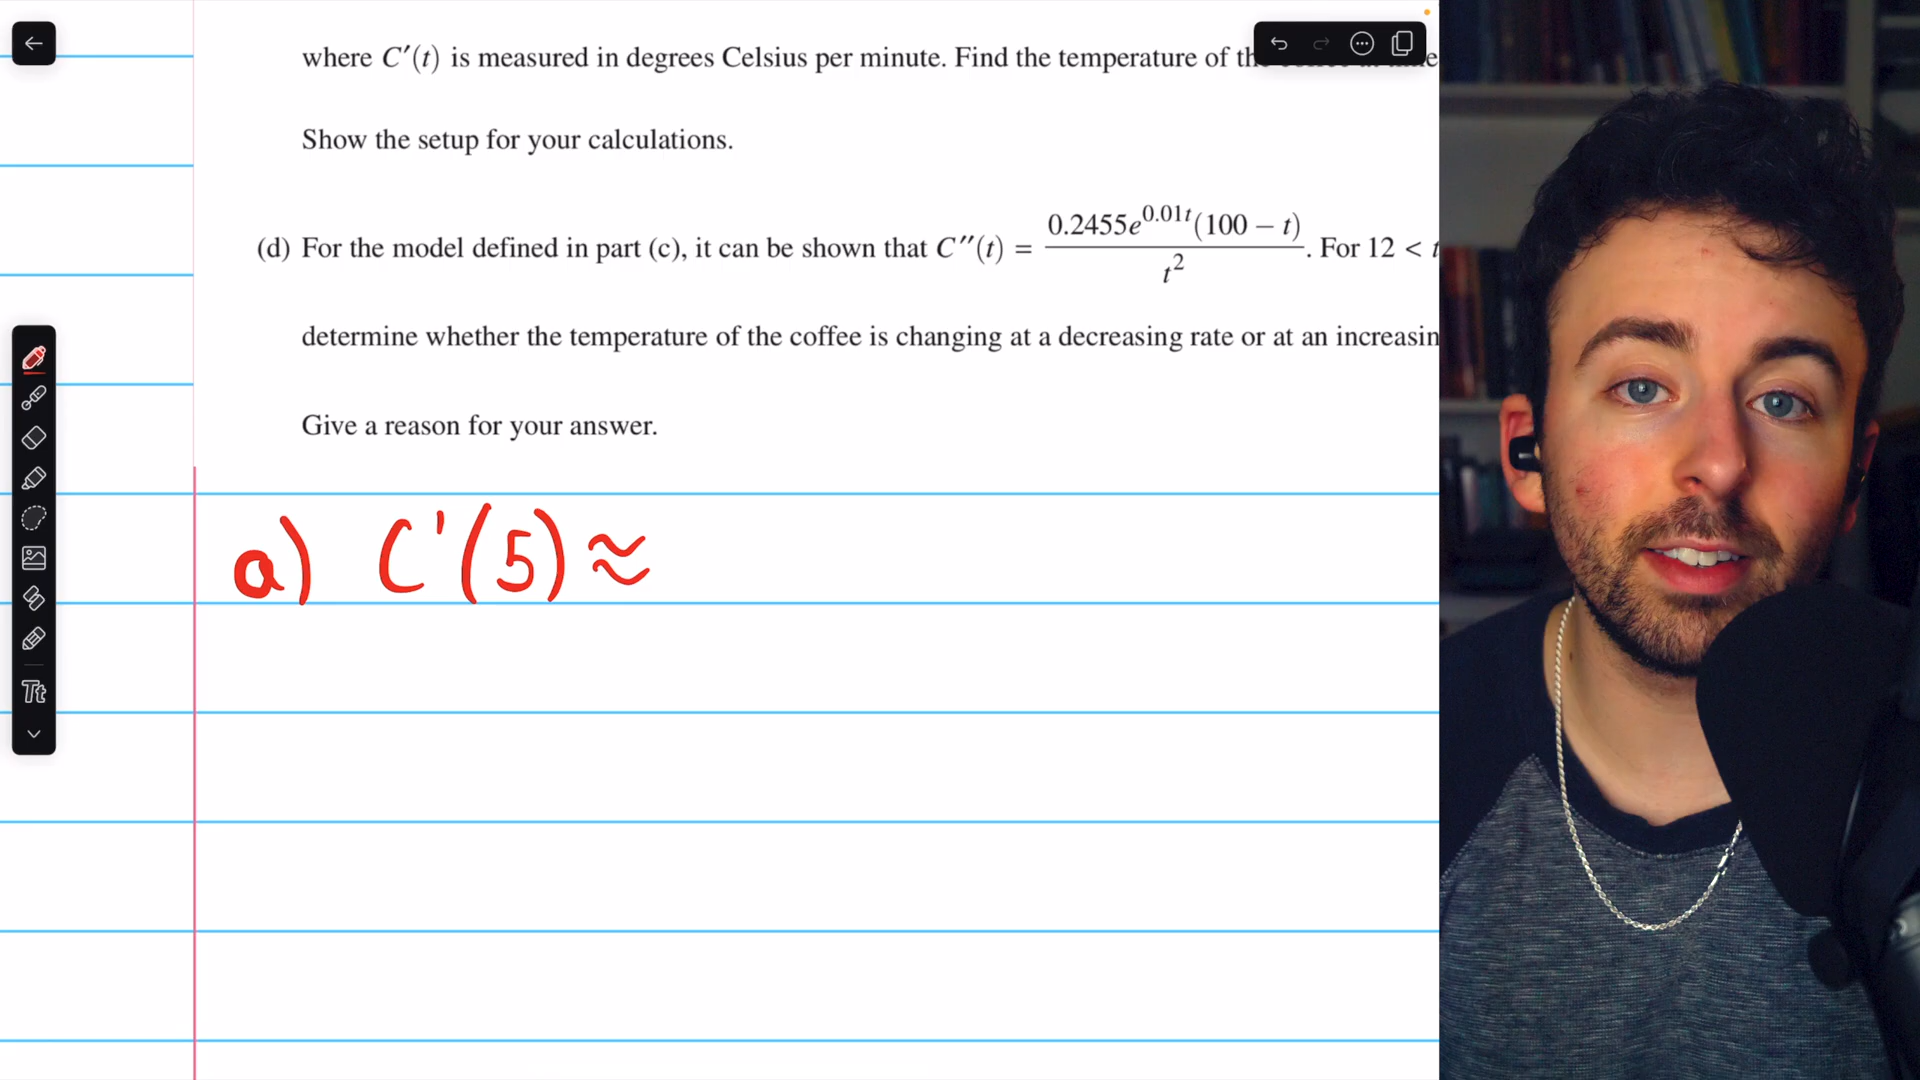 where C′(t) is measured in degrees Celsius per minute. Find the temperature of
Show the setup for your calculations.
(d) For the model defined in part (c), it can be shown that C″(t) = 0.2455e^0.01t(100 − t) / t^2. For 12 < t
determine whether the temperature of the coffee is changing at a decreasing rate or at an
Give a reason for your answer.
a) C'(5) ≈
Tt